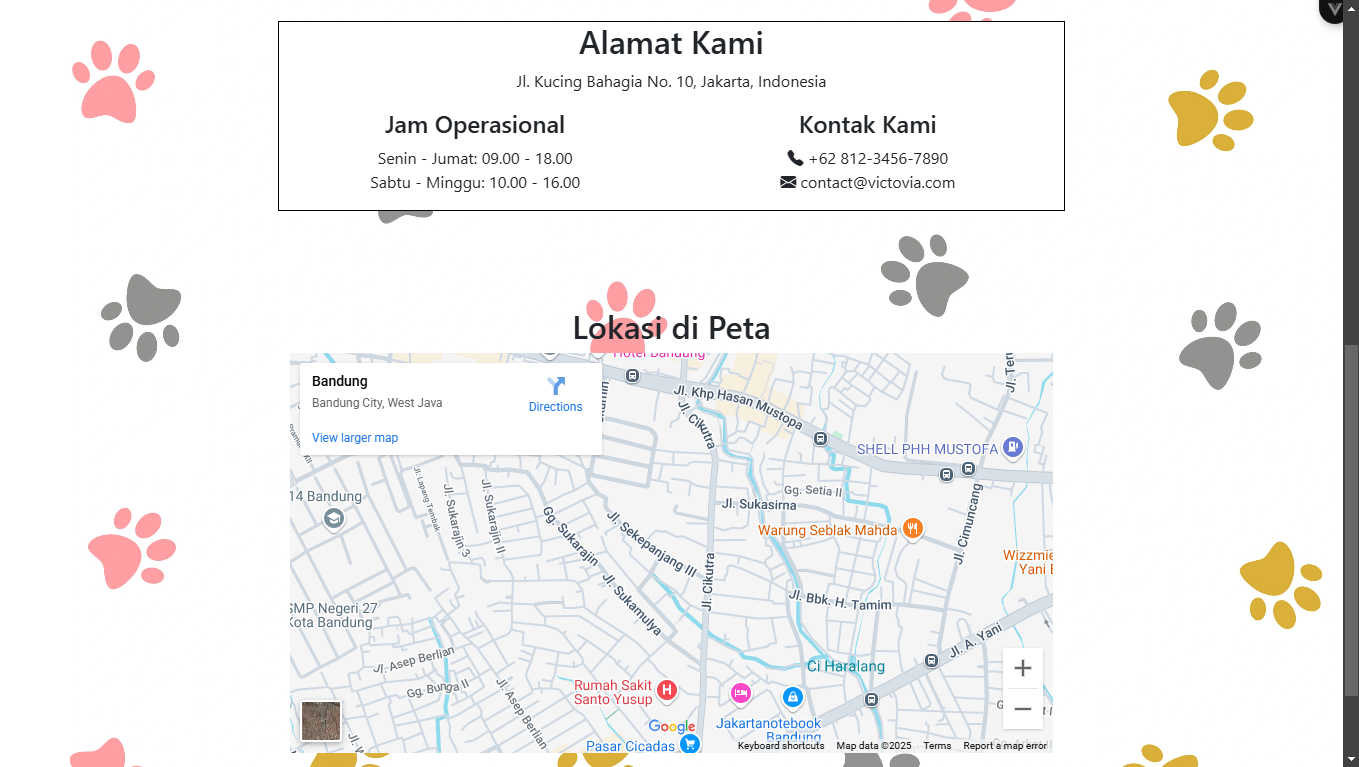 Alamat Kami
Jl. Kucing Bahagia No. 10, Jakarta, Indonesia
Jam Operasional
Senin - Jumat: 09.00 - 18.00
Sabtu - Minggu: 10.00 - 16.00
Kontak Kami
+62 812-3456-7890
contact@victovia.com
Lokasi di Peta
Bandung
Bandung City, West Java
Directions
View larger map
Hotel Bandung
Jl. Khp Hasan Mustopa
Jl. Cikutra
SHELL PHH MUSTOFA
14 Bandung
Jl. Lapang Tembak
Jl. Sukarajin 3
Jl. Sukarajin II
Gg. Sukarajin
Jl. Sekepanjang III
Jl. Sukasirna
Gg. Setia II
Warung Seblak Mahda
Jl. Cimuncang
Wizzmie
Yani
Jl. Cikutra
Jl. Sukamulya
Jl. Bbk. H. Tamim
SMP Negeri 27
Kota Bandung
Jl. A. Yani
Jl. Asep Berlian
Gg. Bunga II
Jl. Asep Berlian
Ci Haralang
Rumah Sakit
Santo Yusup
Jakartanotebook
Bandung
Google
Pasar Cicadas
Keyboard shortcuts
Map data ©2025
Terms
Report a map error